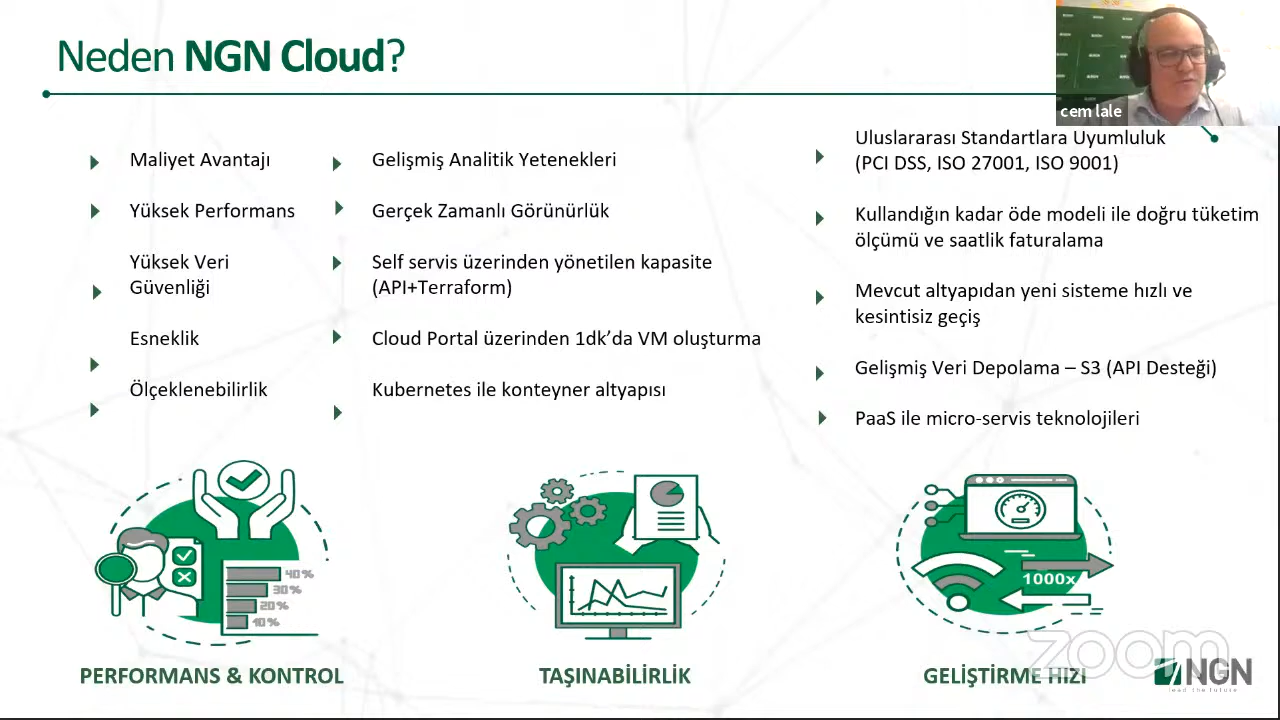 Neden NGN Cloud?
cem lale
Maliyet Avantajı
Yüksek Performans
Yüksek Veri
Güvenliği
Esneklik
Ölçeklenebilirlik
Gelişmiş Analitik Yetenekleri
Gerçek Zamanlı Görünürlük
Self servis üzerinden yönetilen kapasite
(API+Terraform)
Cloud Portal üzerinden 1dk’da VM oluşturma
Kubernetes ile konteyner altyapısı
Uluslararası Standartlara Uyumluluk
(PCI DSS, ISO 27001, ISO 9001)
Kullandığın kadar öde modeli ile doğru tüketim
ölçümü ve saatlik faturalama
Mevcut altyapıdan yeni sisteme hızlı ve
kesintisiz geçiş
Gelişmiş Veri Depolama – S3 (API Desteği)
PaaS ile micro-servis teknolojileri
40%
30%
20%
10%
1000x
PERFORMANS & KONTROL
TAŞINABİLİRLİK
GELİŞTİRME HIZI
zoom
NGN
lead the future